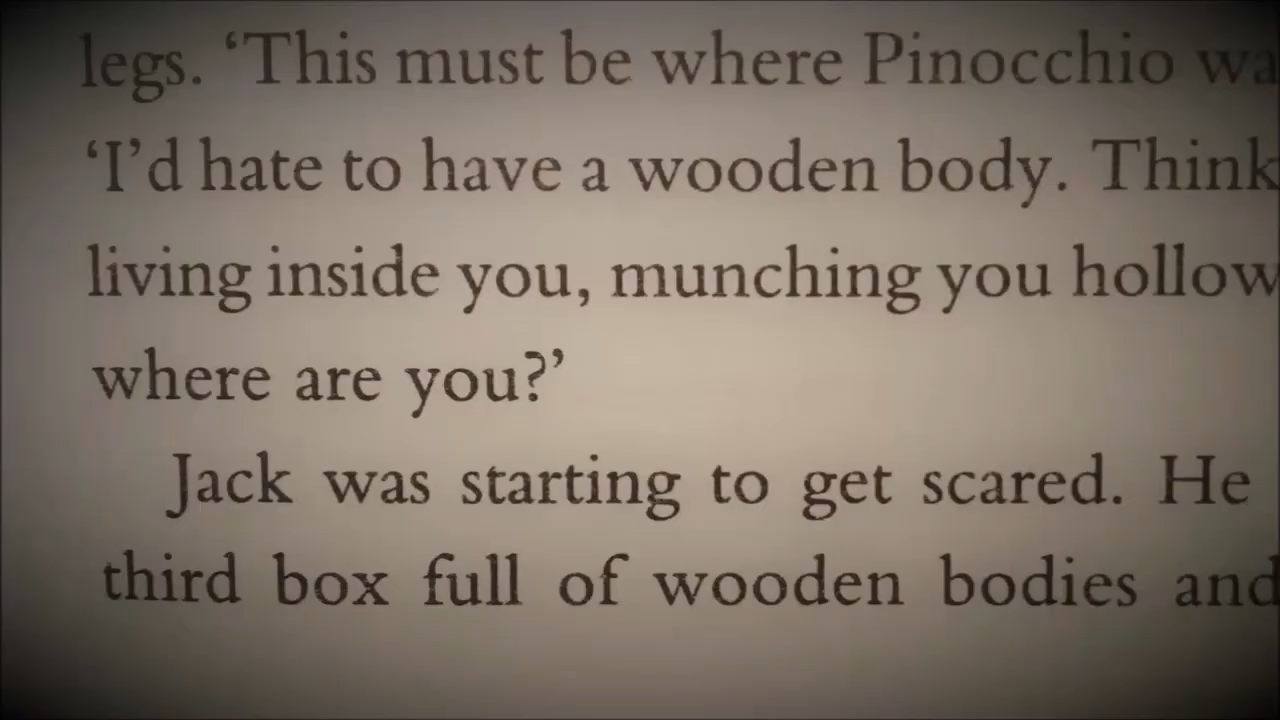 legs. ‘This must be where Pinocchio wa
‘I’d hate to have a wooden body. Think
living inside you, munching you hollow
where are you?’
Jack was starting to get scared. He
third box full of wooden bodies and